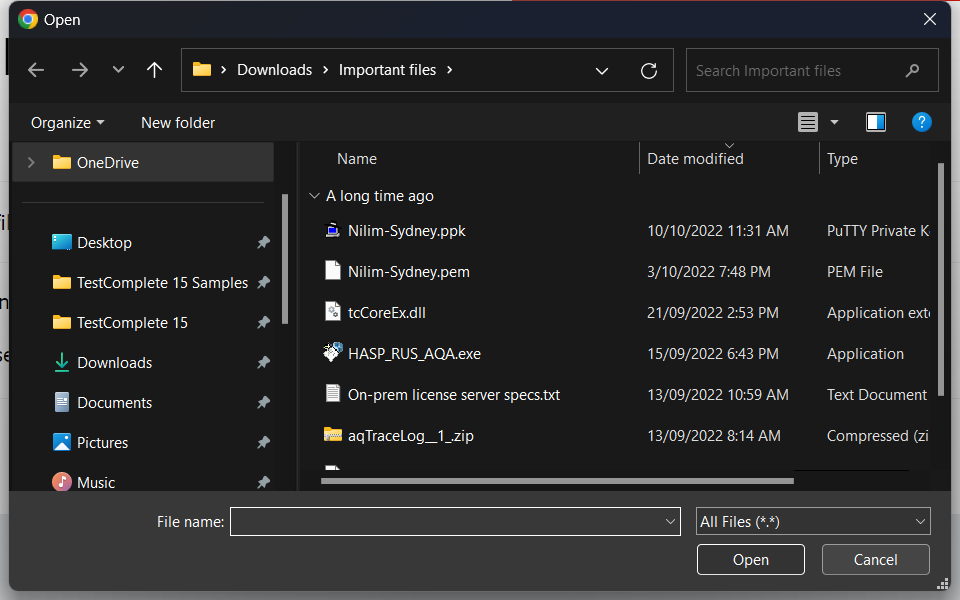 Open
Downloads > Important files >
Search Important files
Organize
New folder
?
OneDrive
Desktop
TestComplete 15 Samples
TestComplete 15
Downloads
Documents
Pictures
Music
Name Date modified Type
A long time ago
Nilim-Sydney.ppk 10/10/2022 11:31 AM PuTTY Private K
Nilim-Sydney.pem 3/10/2022 7:48 PM PEM File
tcCoreEx.dll 21/09/2022 2:53 PM Application exte
HASP_RUS_AQA.exe 15/09/2022 6:43 PM Application
On-prem license server specs.txt 13/09/2022 10:59 AM Text Document
aqTraceLog__1_.zip 13/09/2022 8:14 AM Compressed (zi
File name:
All Files (*.*)
Open
Cancel